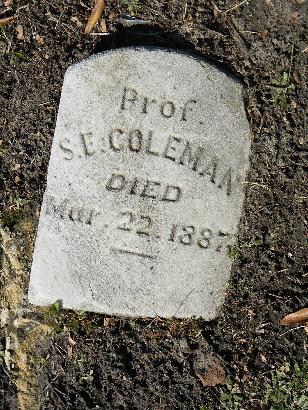 Prof.
S. E. COLEMAN
DIED
Mar. 22. 1887.